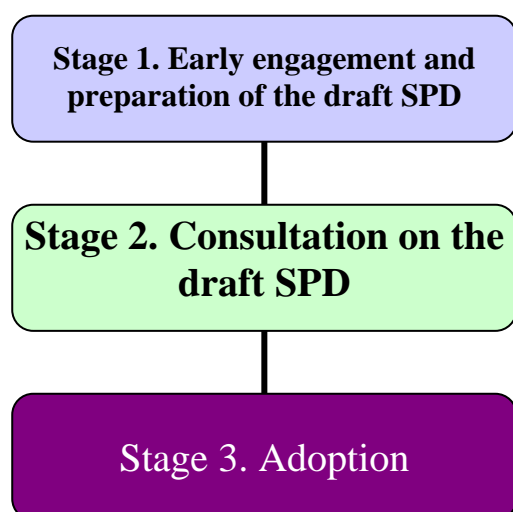 Stage 1. Early engagement and
preparation of the draft SPD
Stage 2. Consultation on the
draft SPD
Stage 3. Adoption